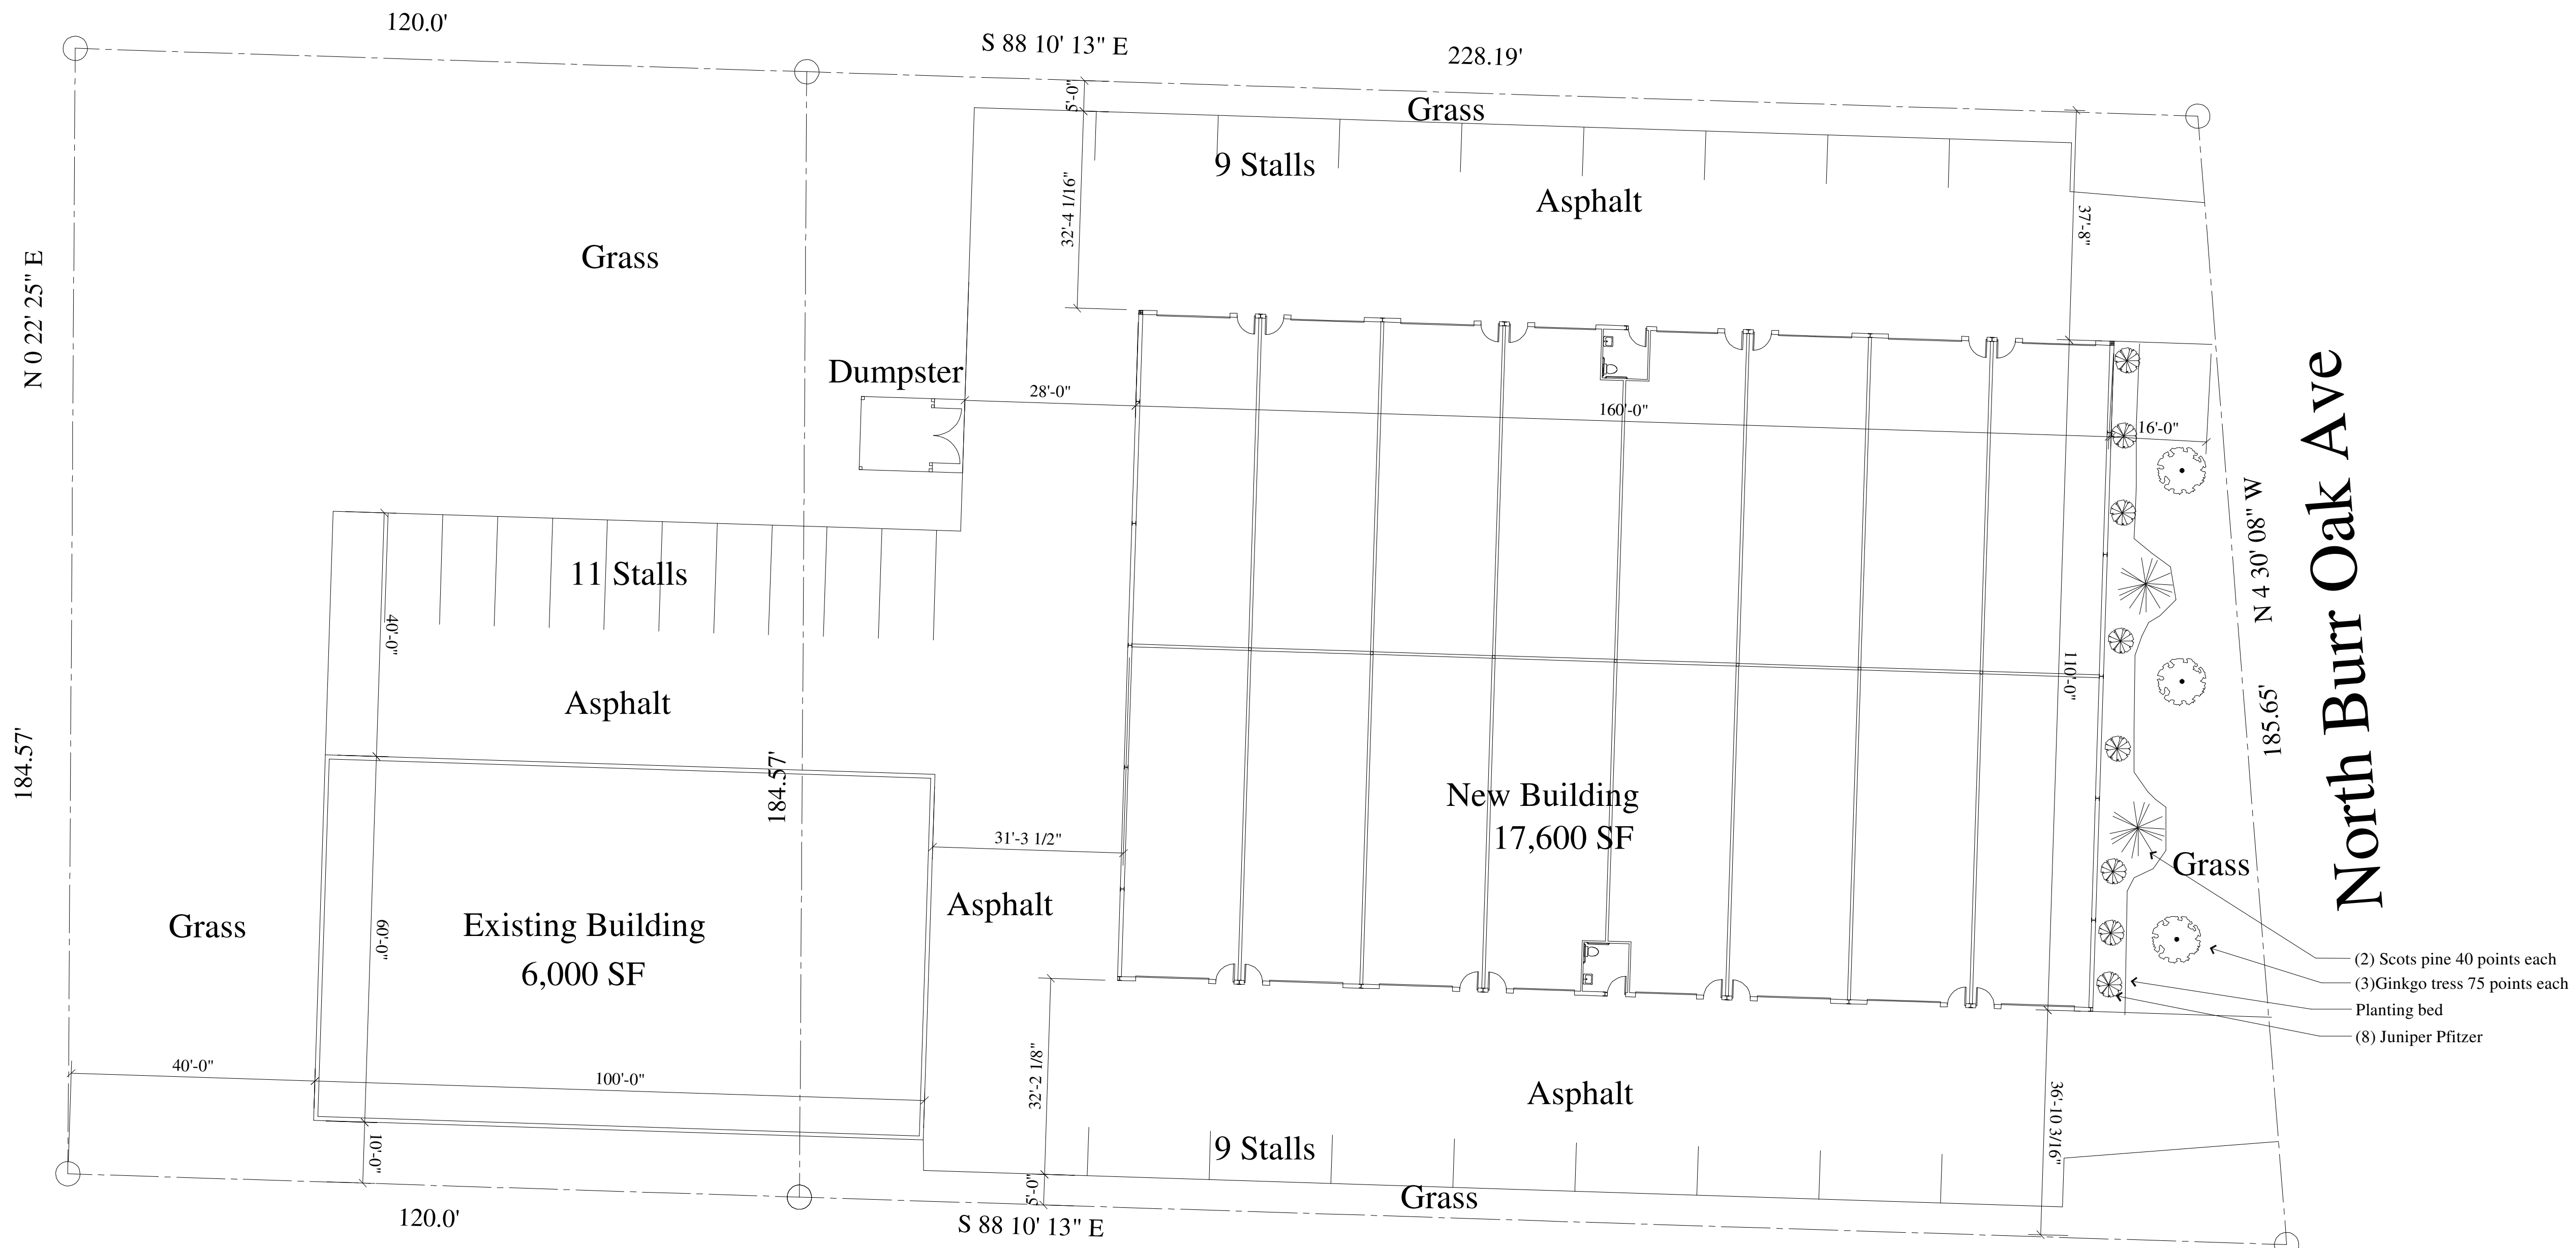 120.0'
S 88 10' 13" E
228.19'
5'-0"
Grass
9 Stalls
Asphalt
32'-4 1/16"
37'-8"
Grass
N 0 22' 25" E
Dumpster
28'-0"
160'-0"
16'-0"
North Burr Oak Ave
N 4 30' 08" W
185.65'
11 Stalls
40'-0"
Asphalt
110'-0"
184.57'
184.57'
New Building
17,600 SF
31'-3 1/2"
Grass
Asphalt
Grass
Existing Building
6,000 SF
60'-0"
(2) Scots pine 40 points each
(3)Ginkgo tress 75 points each
Planting bed
(8) Juniper Pfitzer
40'-0"
100'-0"
32'-2 1/8"
Asphalt
36'-10 3/16"
10'-0"
9 Stalls
5'-0"
Grass
120.0'
S 88 10' 13" E